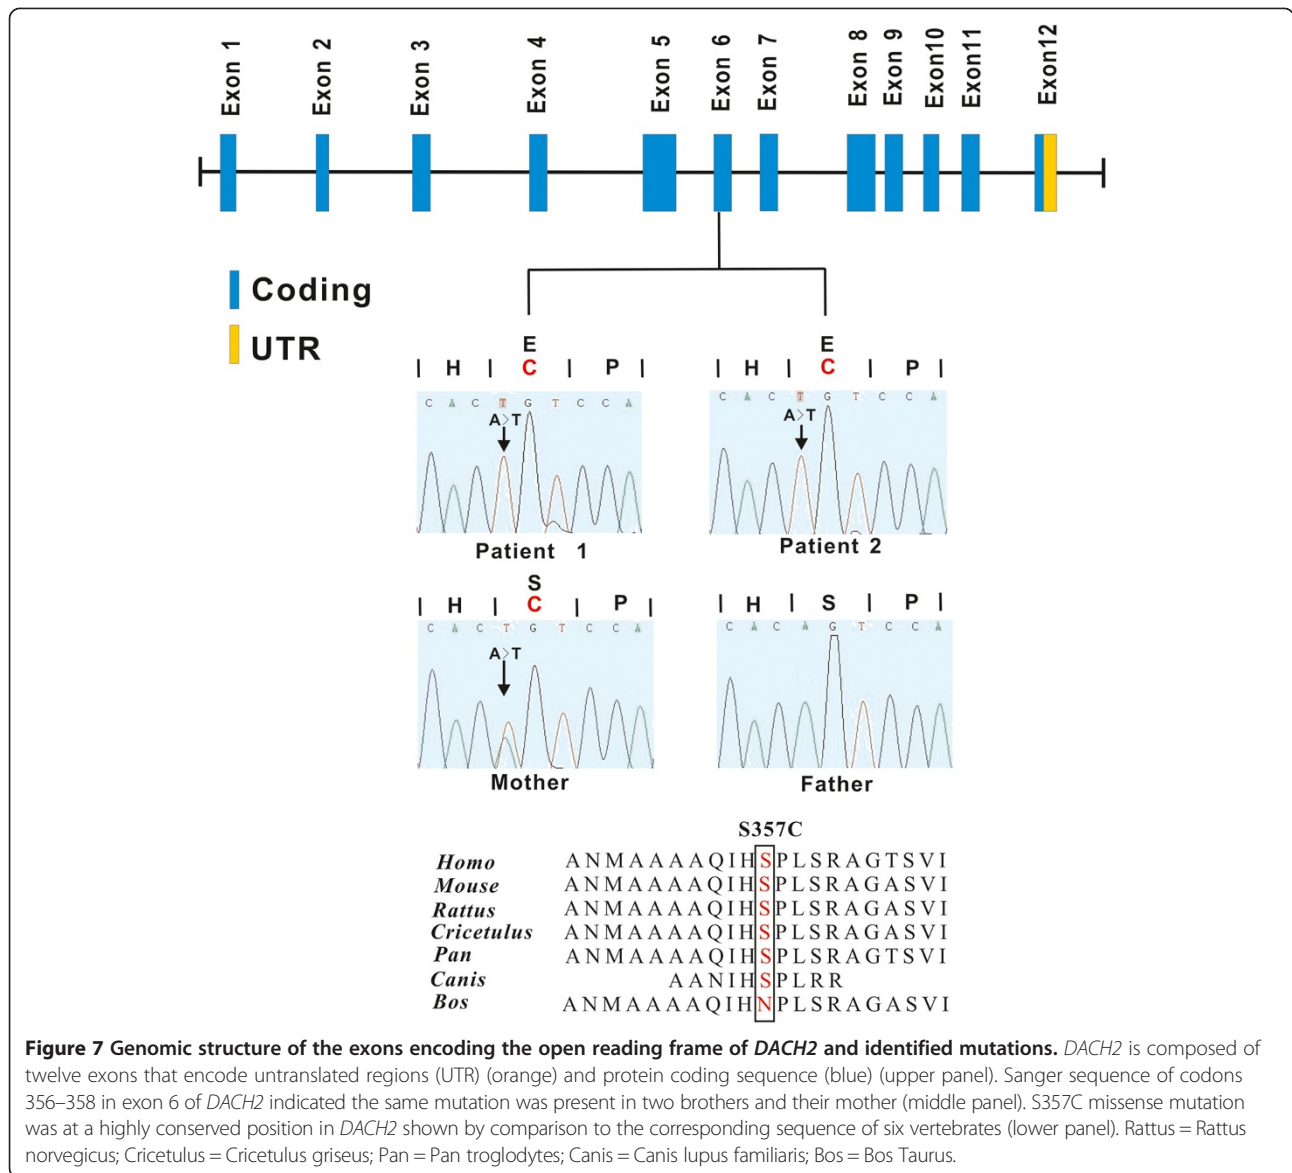 Exon 1 Exon 2 Exon 3 Exon 4 Exon 5 Exon 6 Exon 7 Exon 8 Exon 9 Exon10 Exon11 Exon12
Coding
UTR
E
| H | C | P |
C A C T G T C C A
A>T
Patient 1
E
| H | C | P |
C A C T G T C C A
A>T
Patient 2
S
| H | C | P |
C A C T G T C C A
A>T
Mother
| H | S | P |
C A C A G T C C A
Father
S357C
Homo ANMAAAAQIHSPLSRAGTSVI
Mouse ANMAAAAQIHSPLSRAGASVI
Rattus ANMAAAAQIHSPLSRAGASVI
Cricetulus ANMAAAAQIHSPLSRAGASVI
Pan ANMAAAAQIHSPLSRAGTSVI
Canis AANIHSPLRR
Bos ANMAAAAQIHNPLSRAGASVI
Figure 7 Genomic structure of the exons encoding the open reading frame of DACH2 and identified mutations. DACH2 is composed of
twelve exons that encode untranslated regions (UTR) (orange) and protein coding sequence (blue) (upper panel). Sanger sequence of codons
356–358 in exon 6 of DACH2 indicated the same mutation was present in two brothers and their mother (middle panel). S357C missense mutation
was at a highly conserved position in DACH2 shown by comparison to the corresponding sequence of six vertebrates (lower panel). Rattus = Rattus
norvegicus; Cricetulus = Cricetulus griseus; Pan = Pan troglodytes; Canis = Canis lupus familiaris; Bos = Bos Taurus.